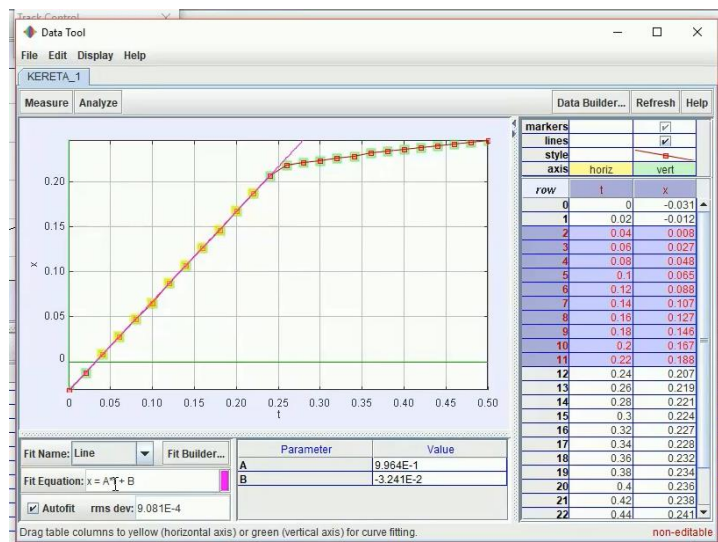 Track Control
Data Tool
File Edit Display Help
KERETA_1
Measure Analyze
Data Builder... Refresh Help
0.20
0.15
x
0.10
0.05
0
0 0.05 0.10 0.15 0.20 0.25 0.30 0.35 0.40 0.45 0.50
t
markers
lines
style
axis horiz vert
row t x
0 0 -0.031
1 0.02 -0.012
2 0.04 0.008
3 0.06 0.027
4 0.08 0.048
5 0.1 0.065
6 0.12 0.088
7 0.14 0.107
8 0.16 0.127
9 0.18 0.146
10 0.2 0.167
11 0.22 0.188
12 0.24 0.207
13 0.26 0.219
14 0.28 0.221
15 0.3 0.224
16 0.32 0.227
17 0.34 0.228
18 0.36 0.232
19 0.38 0.234
20 0.4 0.236
21 0.42 0.238
22 0.44 0.241
Fit Name: Line Fit Builder...
Fit Equation: x = A*t + B
Autofit rms dev: 9.081E-4
Parameter Value
A 9.964E-1
B -3.241E-2
Drag table columns to yellow (horizontal axis) or green (vertical axis) for curve fitting.
non-editable